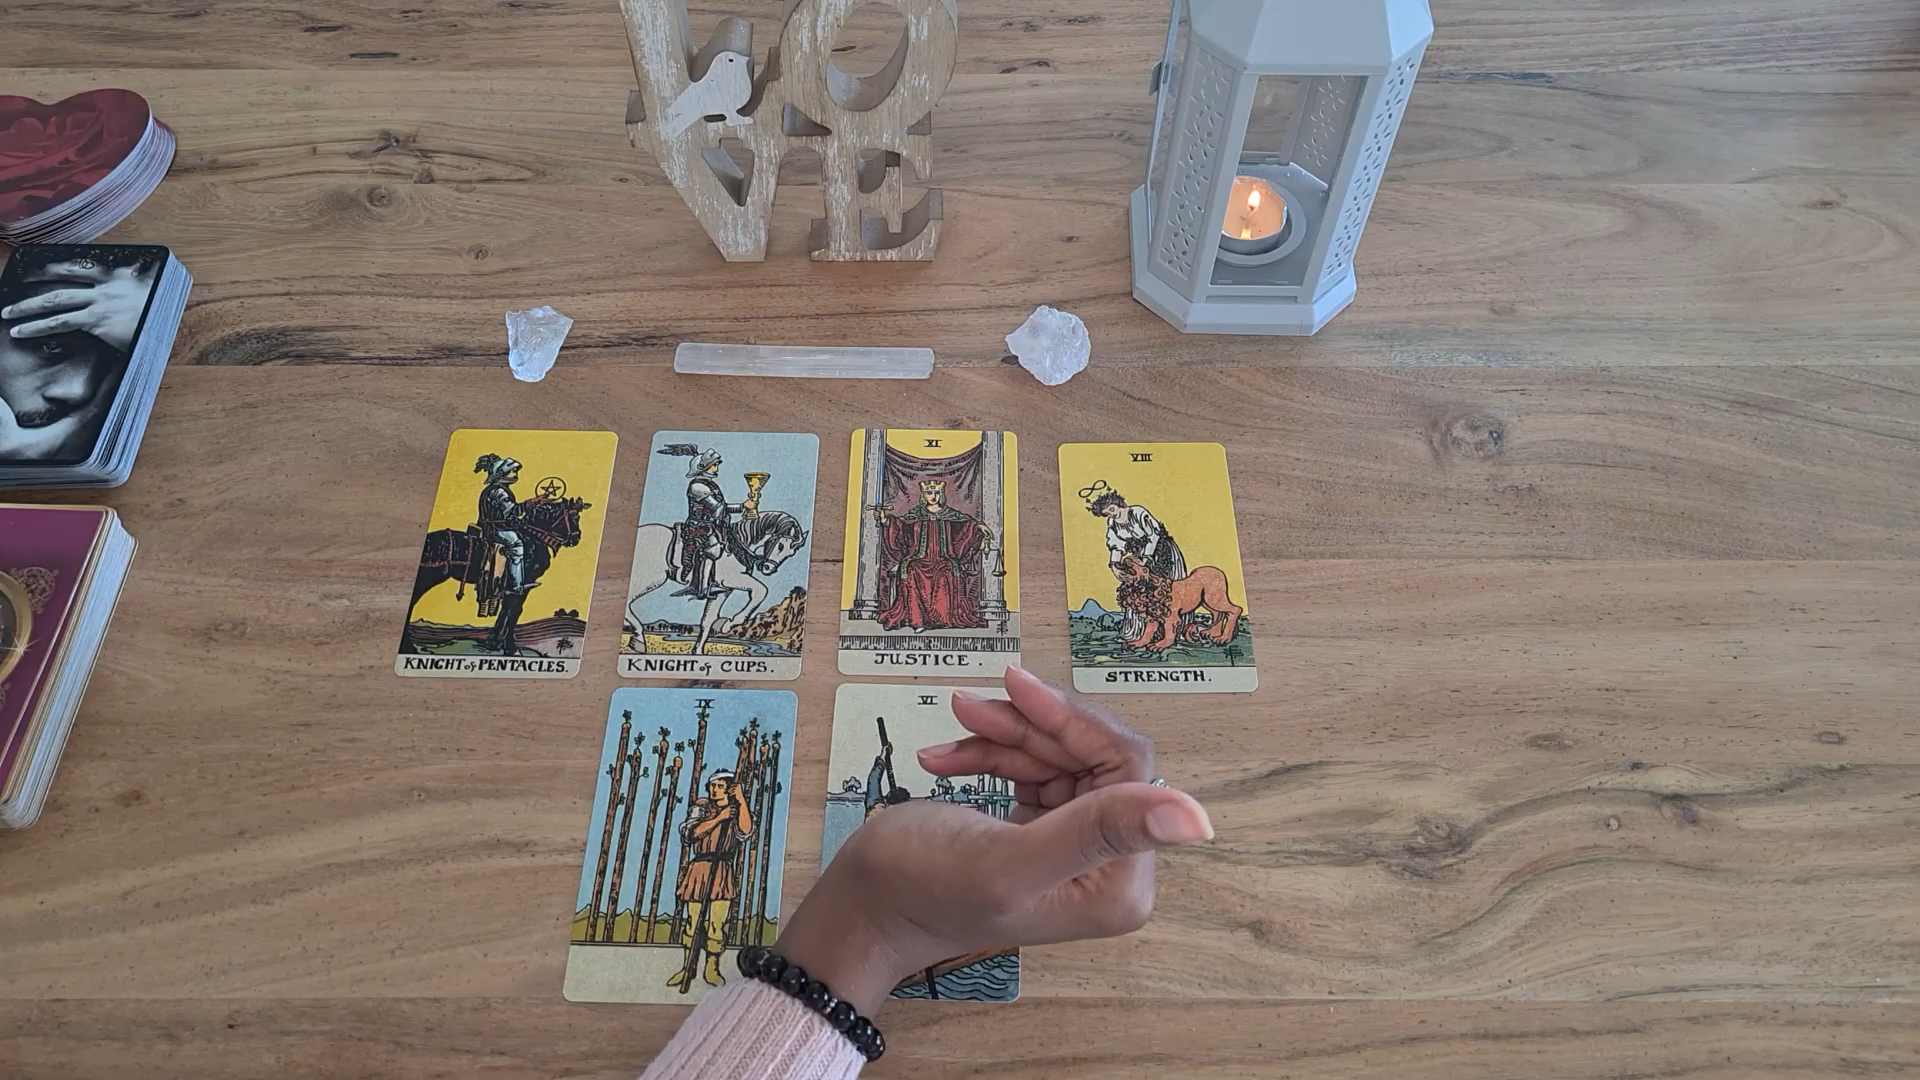 LOVE
XI
VIII
KNIGHT of PENTACLES.
KNIGHT of CUPS.
JUSTICE.
STRENGTH.
IX
VI